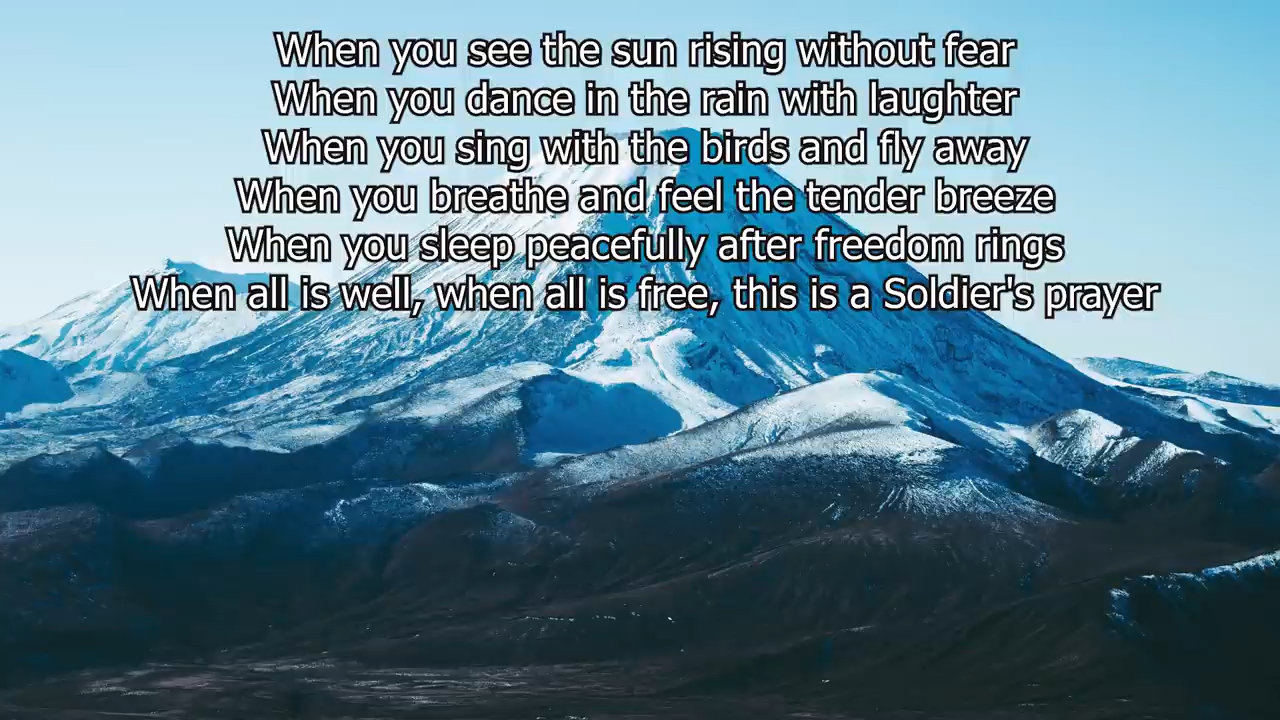 When you see the sun rising without fear
When you dance in the rain with laughter
When you sing with the birds and fly away
When you breathe and feel the tender breeze
When you sleep peacefully after freedom rings
When all is well, when all is free, this is a Soldier's prayer